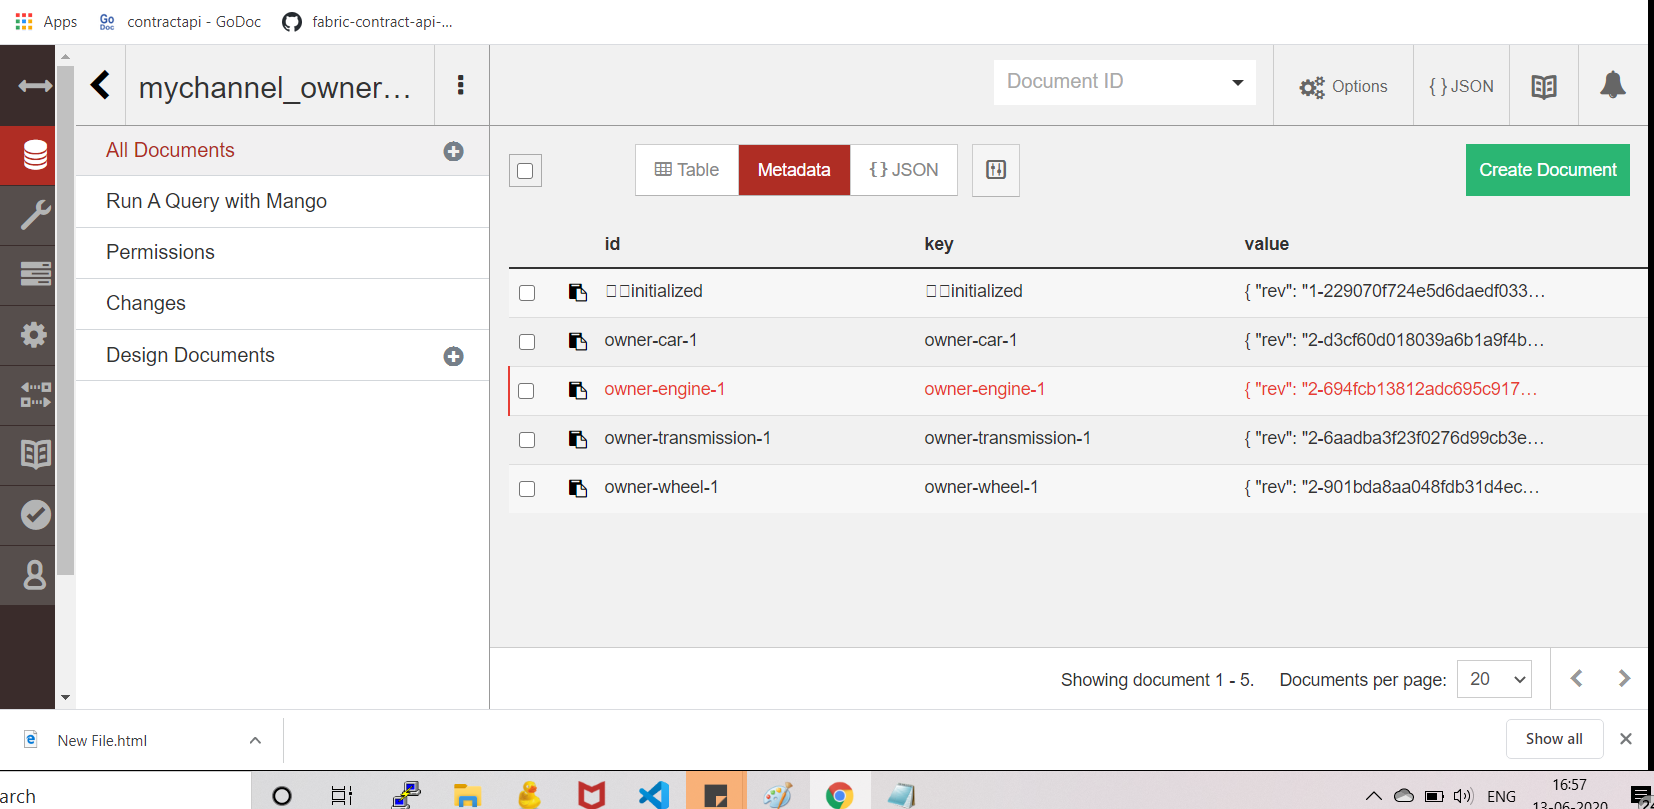 Apps
Go
Doc
contractapi - GoDoc
fabric-contract-api-...
mychannel_owner...
Document ID
Options
{ } JSON
All Documents
Run A Query with Mango
Permissions
Changes
Design Documents
Table
Metadata
{ } JSON
Create Document
id key value
□□initialized □□initialized { "rev": "1-229070f724e5d6daedf033...
owner-car-1 owner-car-1 { "rev": "2-d3cf60d018039a6b1a9f4b...
owner-engine-1 owner-engine-1 { "rev": "2-694fcb13812adc695c917...
owner-transmission-1 owner-transmission-1 { "rev": "2-6aadba3f23f0276d99cb3e...
owner-wheel-1 owner-wheel-1 { "rev": "2-901bda8aa048fdb31d4ec...
Showing document 1 - 5. Documents per page: 20
New File.html
Show all
arch
ENG
16:57
13-06-2020